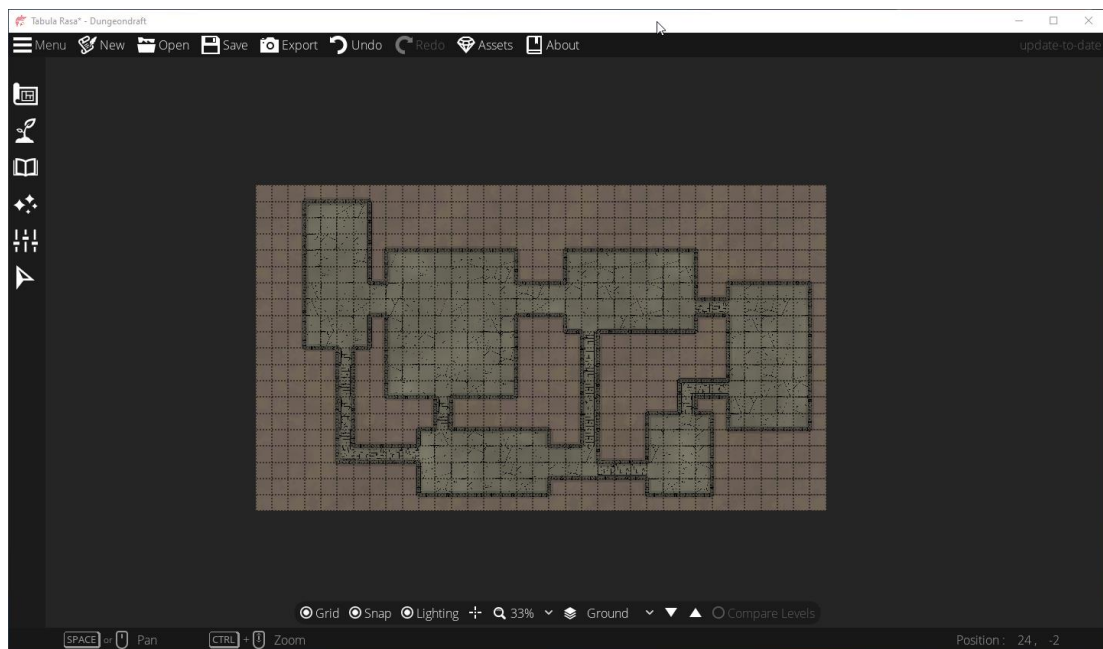 Tabula Rasa* - Dungeondraft
Menu New Open Save Export Undo Redo Assets About update-to-date
Grid Snap Lighting 33% Ground Compare Levels
SPACE or Pan CTRL + Zoom Position : 24 , -2